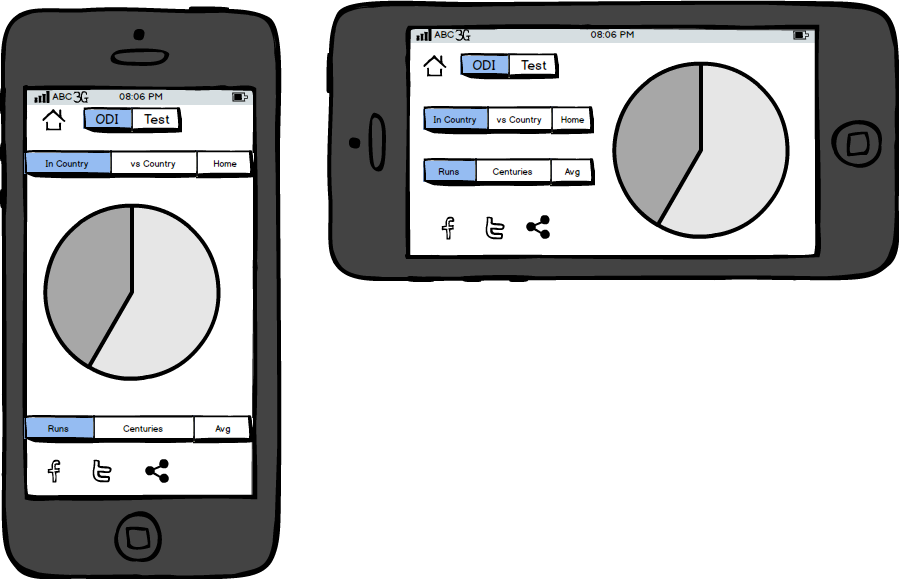 ABC 3G 08:06 PM
ODI Test
In Country vs Country Home
Runs Centuries Avg
ABC 3G 08:06 PM
ODI Test
In Country vs Country Home
Runs Centuries Avg